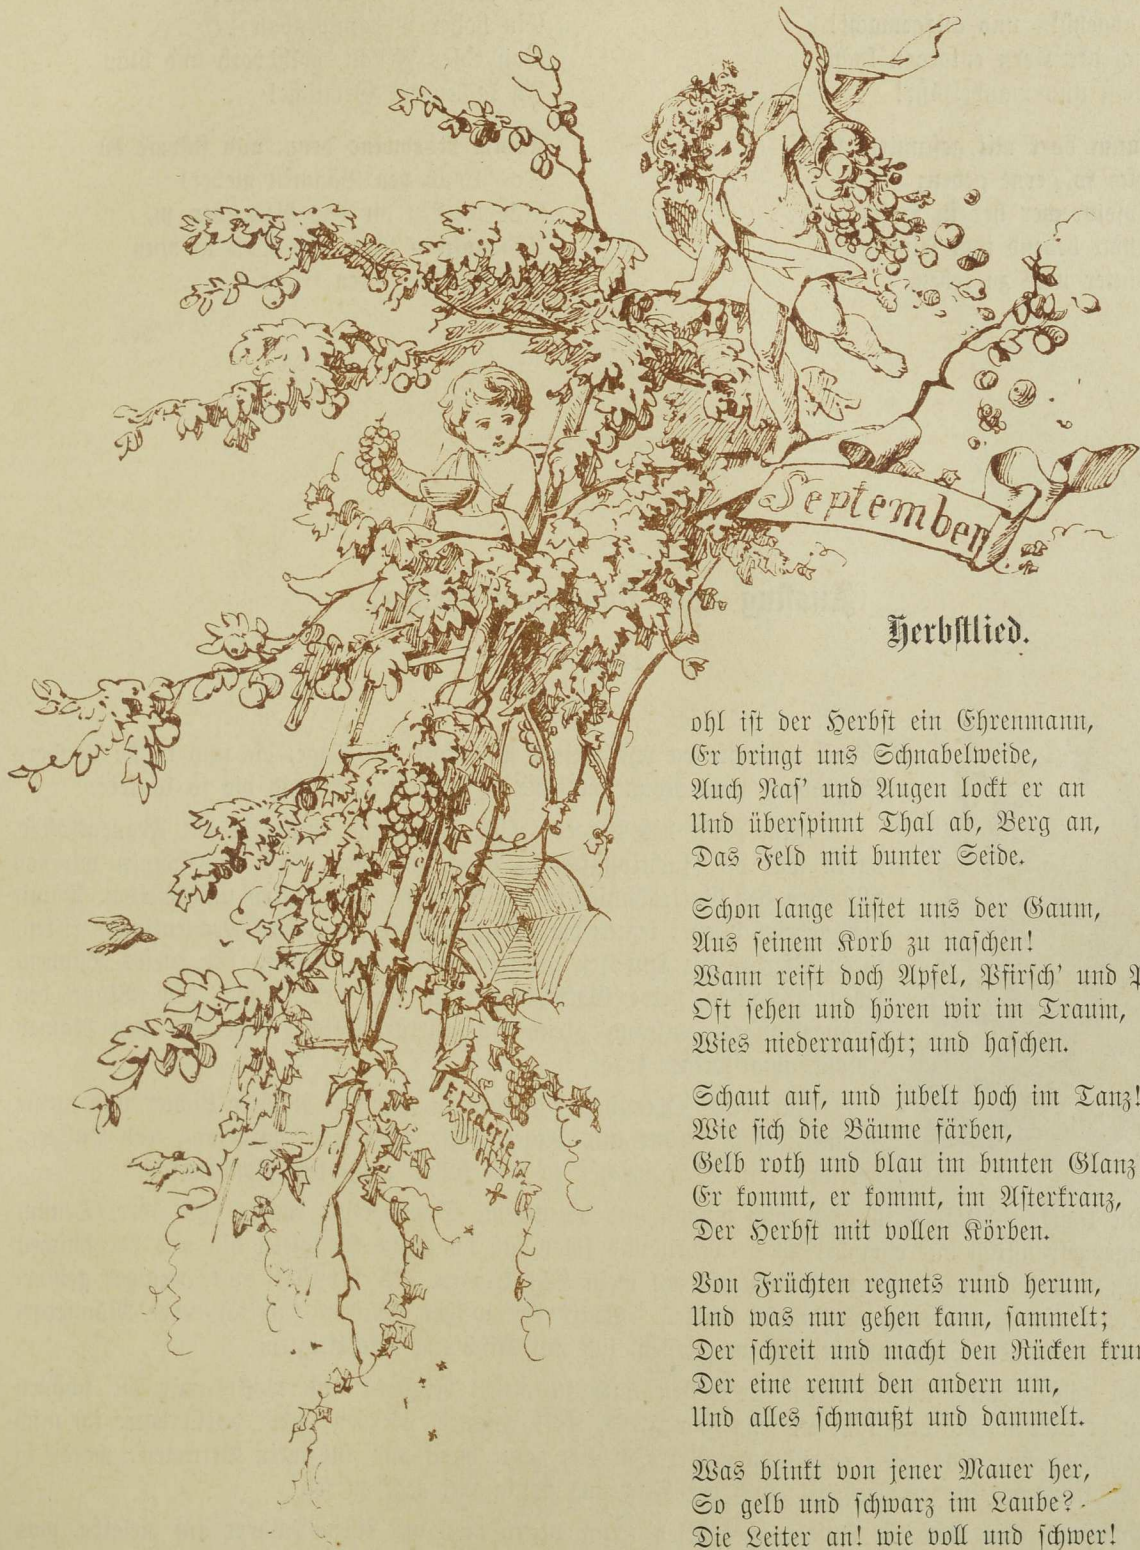 September
Herbstlied.
ohl ist der Herbst ein Ehrenmann,
Er bringt uns Schnabelweide,
Auch Nas' und Augen lockt er an
Und überspinnt Thal ab, Berg an,
Das Feld mit bunter Seide.
Schon lange lüstet uns der Gaum,
Aus seinem Korb zu naschen!
Wann reift doch Apfel, Pfirsch' und P
Oft sehen und hören wir im Traum,
Wies niederrauscht; und haschen.
Schaut auf, und jubelt hoch im Tanz!
Wie sich die Bäume färben,
Gelb roth und blau im bunten Glanz
Er kommt, er kommt, im Asterkranz,
Der Herbst mit vollen Körben.
Von Früchten regnets rund herum,
Und was nur gehen kann, sammelt;
Der schreit und macht den Rücken krum
Der eine rennt den andern um,
Und alles schmaußt und dammelt.
Was blinkt von jener Mauer her,
So gelb und schwarz im Laube?
Die Leiter an! wie voll und schwer!